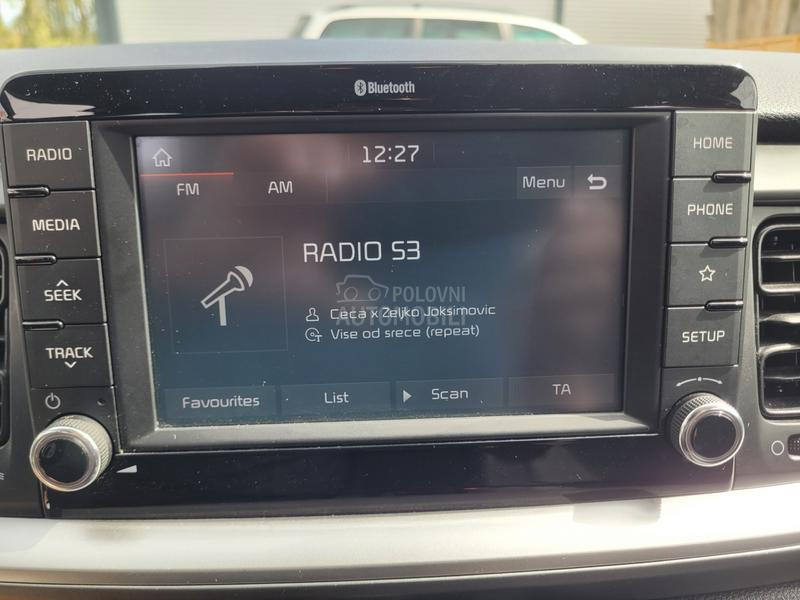 Bluetooth
RADIO
MEDIA
SEEK
TRACK
12:27
FM AM Menu
RADIO S3
POLOVNI
AUTOMOBILI
Ceca x Zeljko Joksimovic
Vise od srece (repeat)
Favourites List Scan TA
HOME
PHONE
SETUP